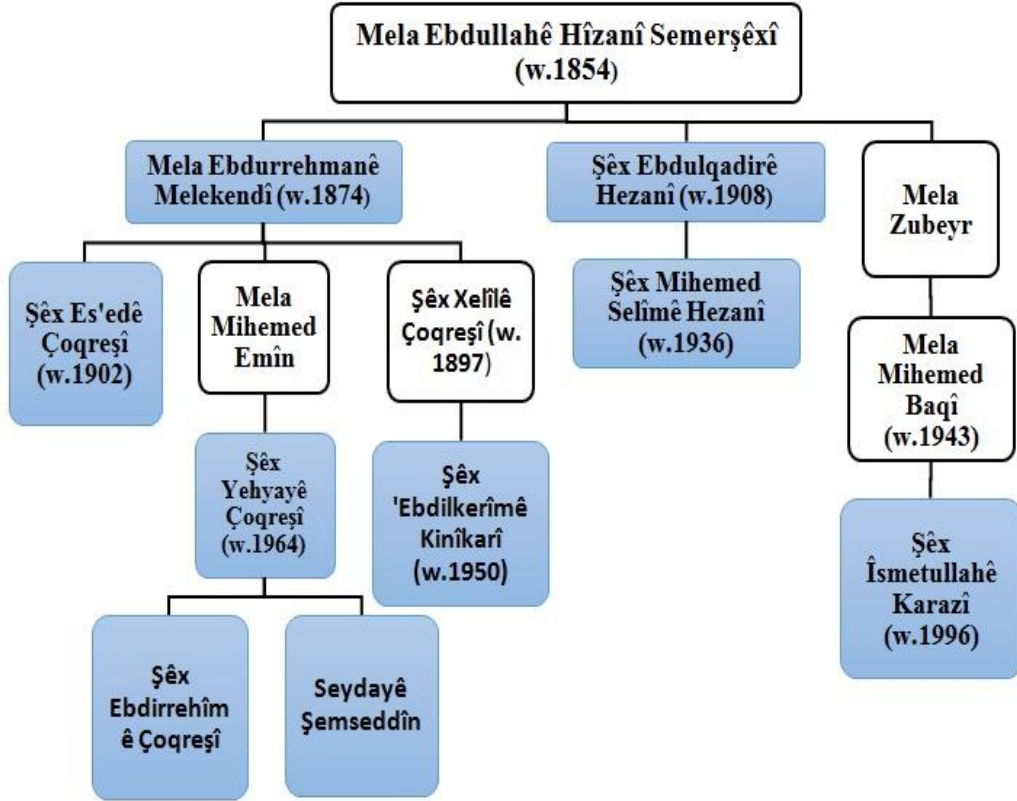 Mela Ebdullahê Hîzanî Semerşêxî
(w.1854)
Mela Ebdurrehmanê
Melekendî (w.1874)
Şêx Ebdulqadirê
Hezanî (w.1908)
Mela
Zubeyr
Şêx Es'edê
Çoqreşî
(w.1902)
Mela
Mihemed
Emîn
Şêx Xelîlê
Çoqreşî (w.
1897)
Şêx Mihemed
Selîmê Hezanî
(w.1936)
Mela
Mihemed
Baqî
(w.1943)
Şêx
Yehyayê
Çoqreşî
(w.1964)
Şêx
'Ebdilkerîmê
Kinîkarî
(w.1950)
Şêx
Îsmetullahê
Karazî
(w.1996)
Şêx
Ebdirrehîm
ê Çoqreşî
Seydayê
Şemseddîn